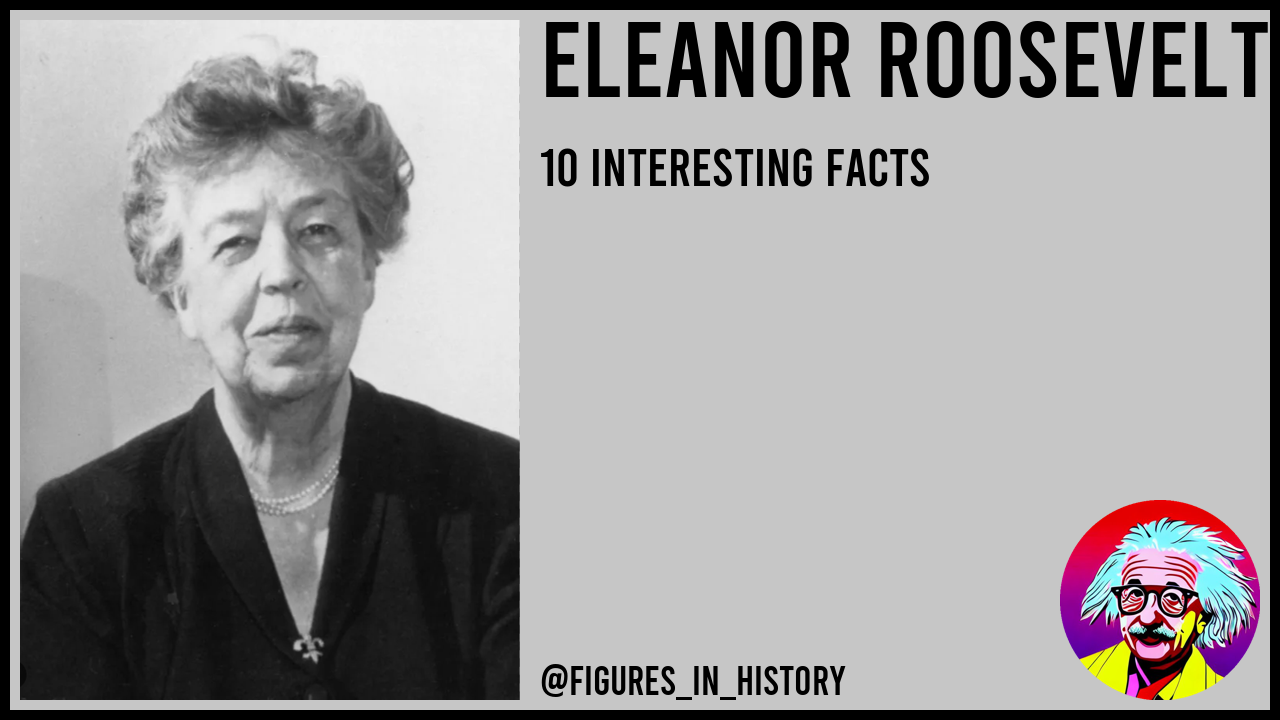 ELEANOR ROOSEVELT
10 INTERESTING FACTS
@FIGURES_IN_HISTORY